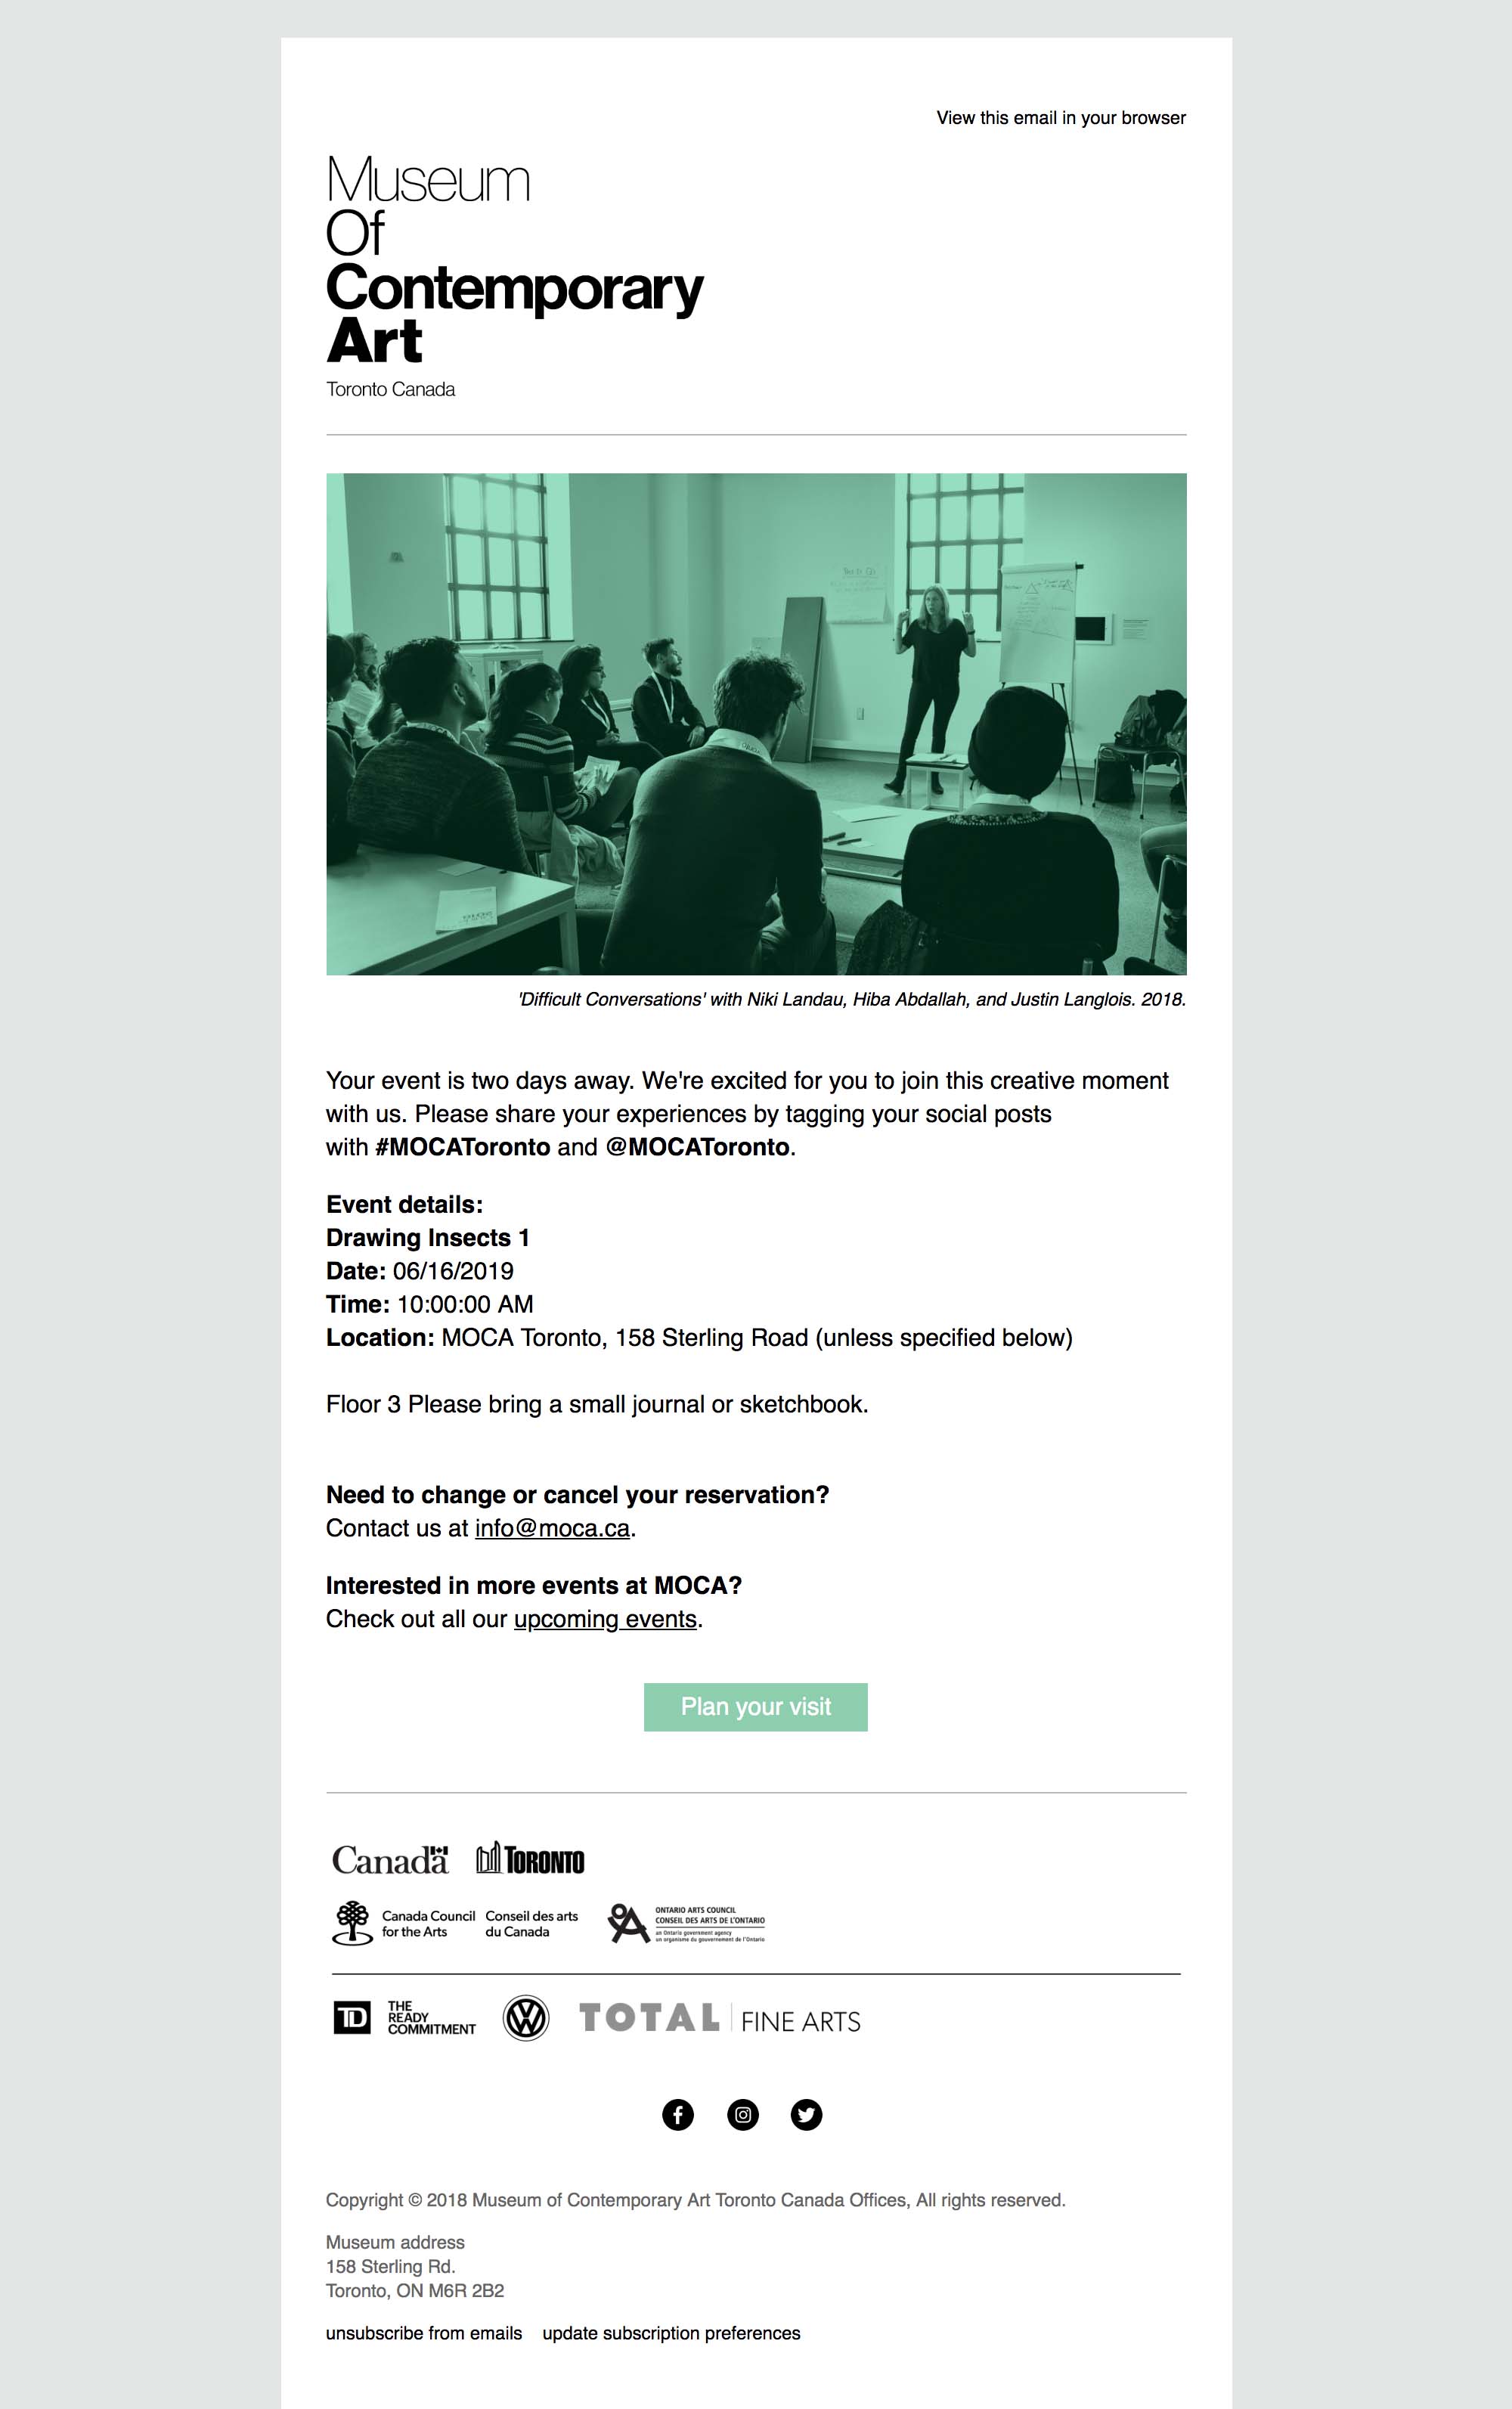 View this email in your browser
Museum
Of
Contemporary
Art
Toronto Canada
'Difficult Conversations' with Niki Landau, Hiba Abdallah, and Justin Langlois. 2018.
Your event is two days away. We're excited for you to join this creative moment
with us. Please share your experiences by tagging your social posts
with #MOCAToronto and @MOCAToronto.
Event details:
Drawing Insects 1
Date: 06/16/2019
Time: 10:00:00 AM
Location: MOCA Toronto, 158 Sterling Road (unless specified below)
Floor 3 Please bring a small journal or sketchbook.
Need to change or cancel your reservation?
Contact us at info@moca.ca.
Interested in more events at MOCA?
Check out all our upcoming events.
Plan your visit
Canada TORONTO
Canada Council Conseil des arts
for the Arts du Canada
ONTARIO ARTS COUNCIL
CONSEIL DES ARTS DE L'ONTARIO
an Ontario government agency
un organisme du gouvernement de l'Ontario
TD THE
READY
COMMITMENT
VW
TOTAL FINE ARTS
Copyright © 2018 Museum of Contemporary Art Toronto Canada Offices, All rights reserved.
Museum address
158 Sterling Rd.
Toronto, ON M6R 2B2
unsubscribe from emails update subscription preferences